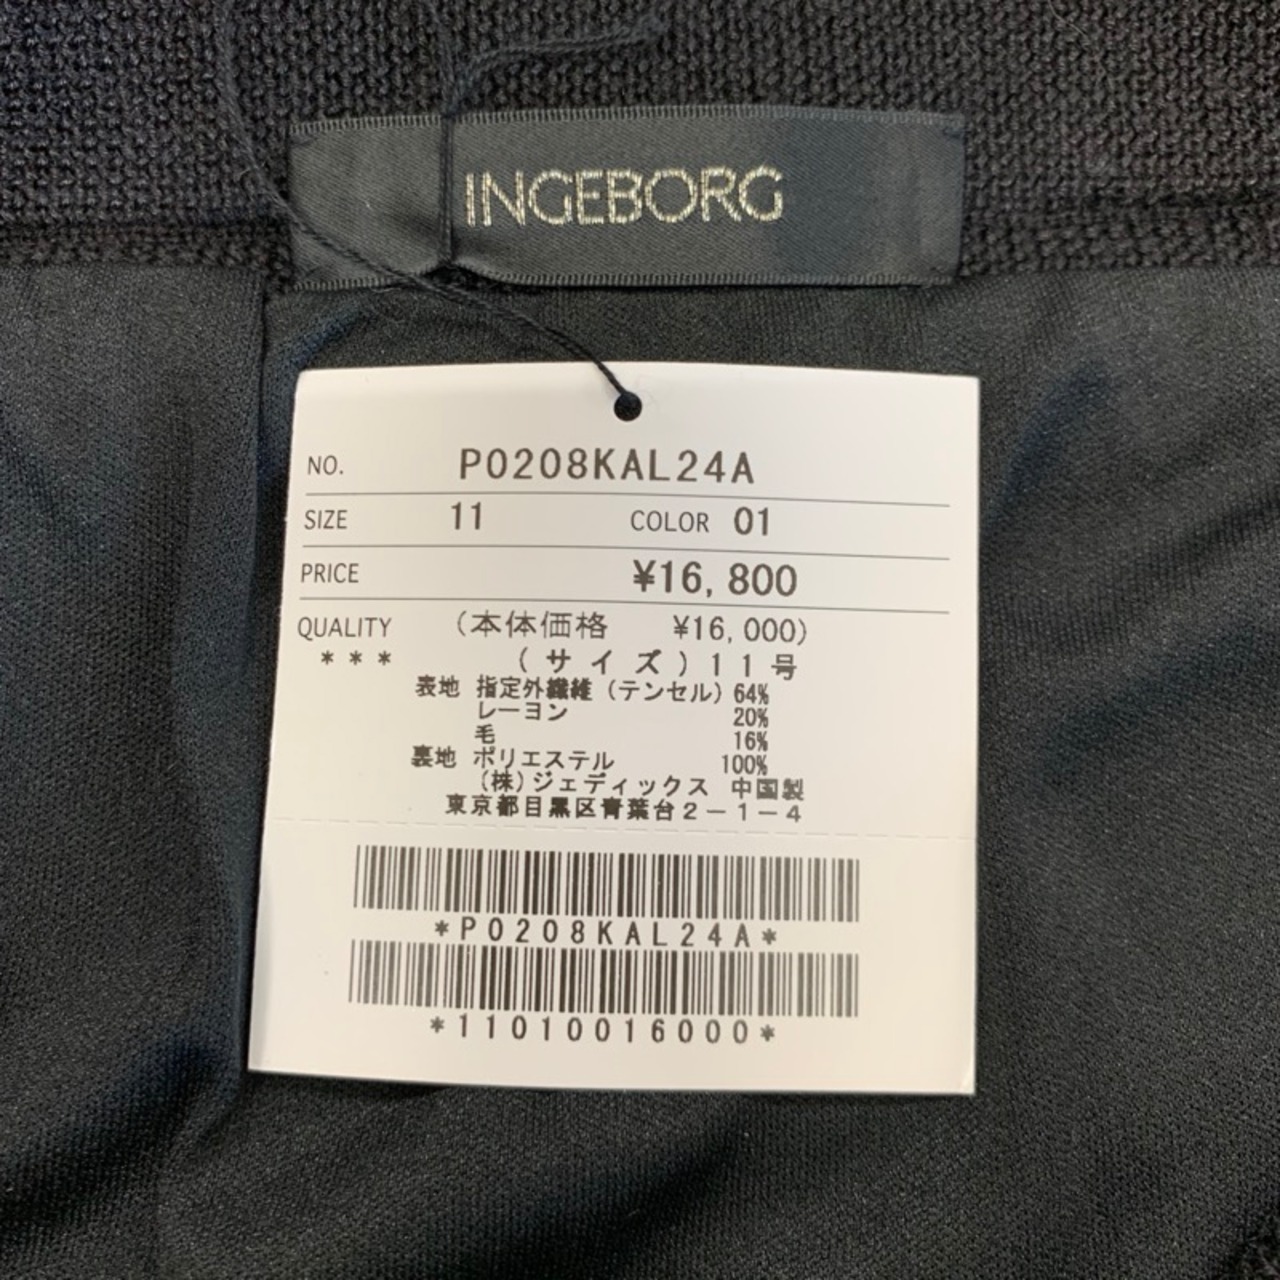 INGEBORG
NO. P0208KAL24A
SIZE 11 COLOR 01
PRICE ¥16,800
QUALITY (本体価格 ¥16,000)
*** (サイズ)11号
表地 指定外繊維(テンセル) 64%
レーヨン 20%
毛 16%
裏地 ポリエステル 100%
(株)ジェディックス 中国製
東京都目黒区青葉台2-1-4
*P0208KAL24A*
*11010016000*